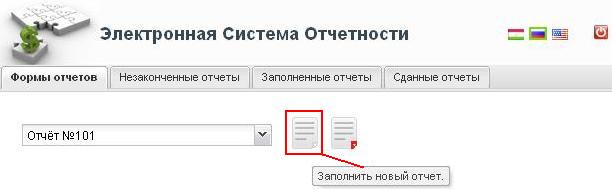 Электронная Система Отчетности
Формы отчетов Незаконченные отчеты Заполненные отчеты Сданные отчеты
Отчёт №101
Заполнить новый отчет.